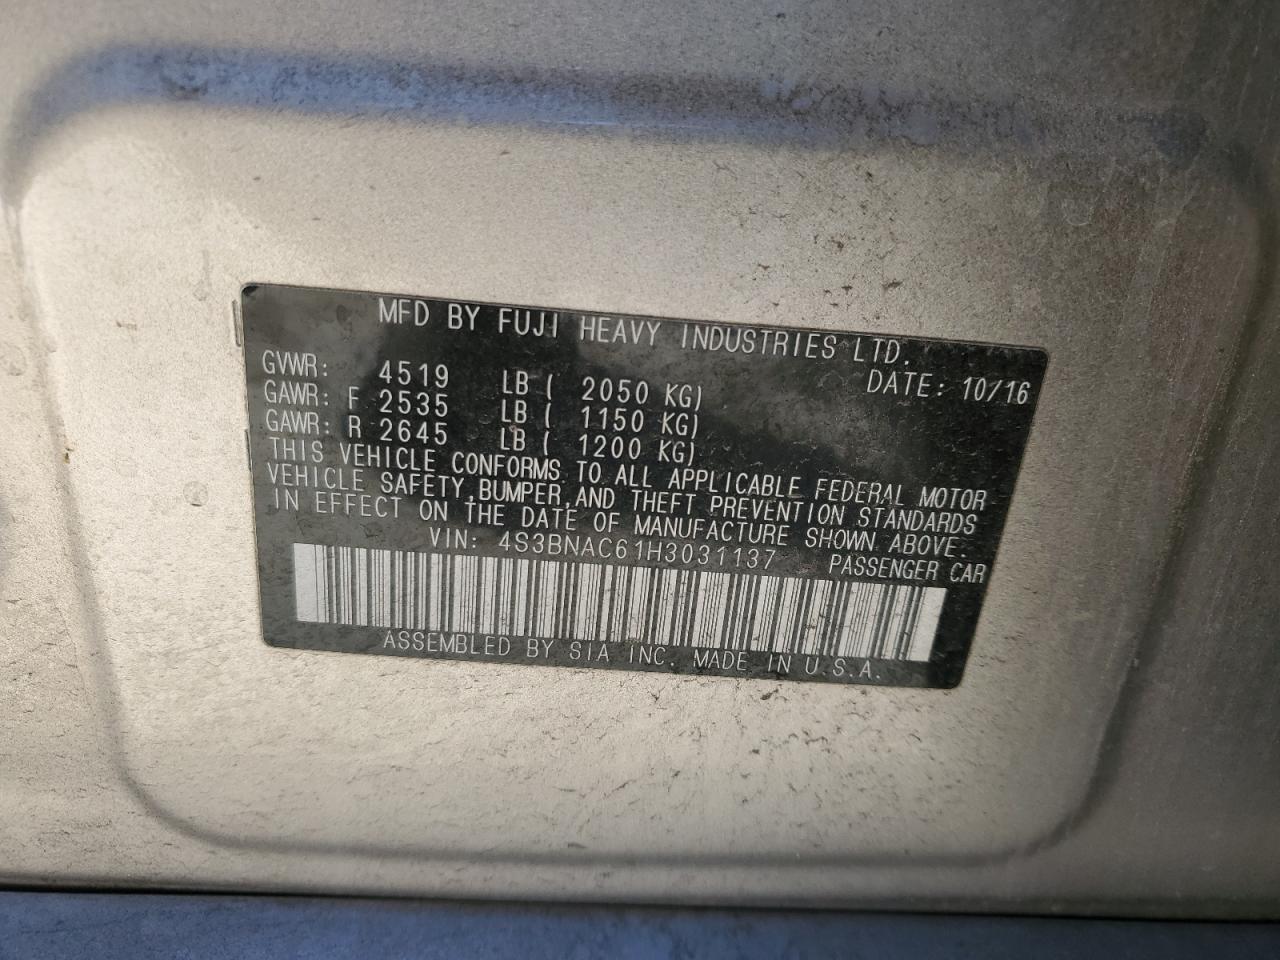 MFD BY FUJI HEAVY INDUSTRIES LTD.
DATE: 10/16
GVWR: 4519 LB ( 2050 KG)
GAWR: F 2535 LB ( 1150 KG)
GAWR: R 2645 LB ( 1200 KG)
THIS VEHICLE CONFORMS TO ALL APPLICABLE FEDERAL MOTOR
VEHICLE SAFETY,BUMPER,AND THEFT PREVENTION STANDARDS
IN EFFECT ON THE DATE OF MANUFACTURE SHOWN ABOVE.
VIN: 4S3BNAC61H3031137 PASSENGER CAR
ASSEMBLED BY SIA INC. MADE IN U.S.A.